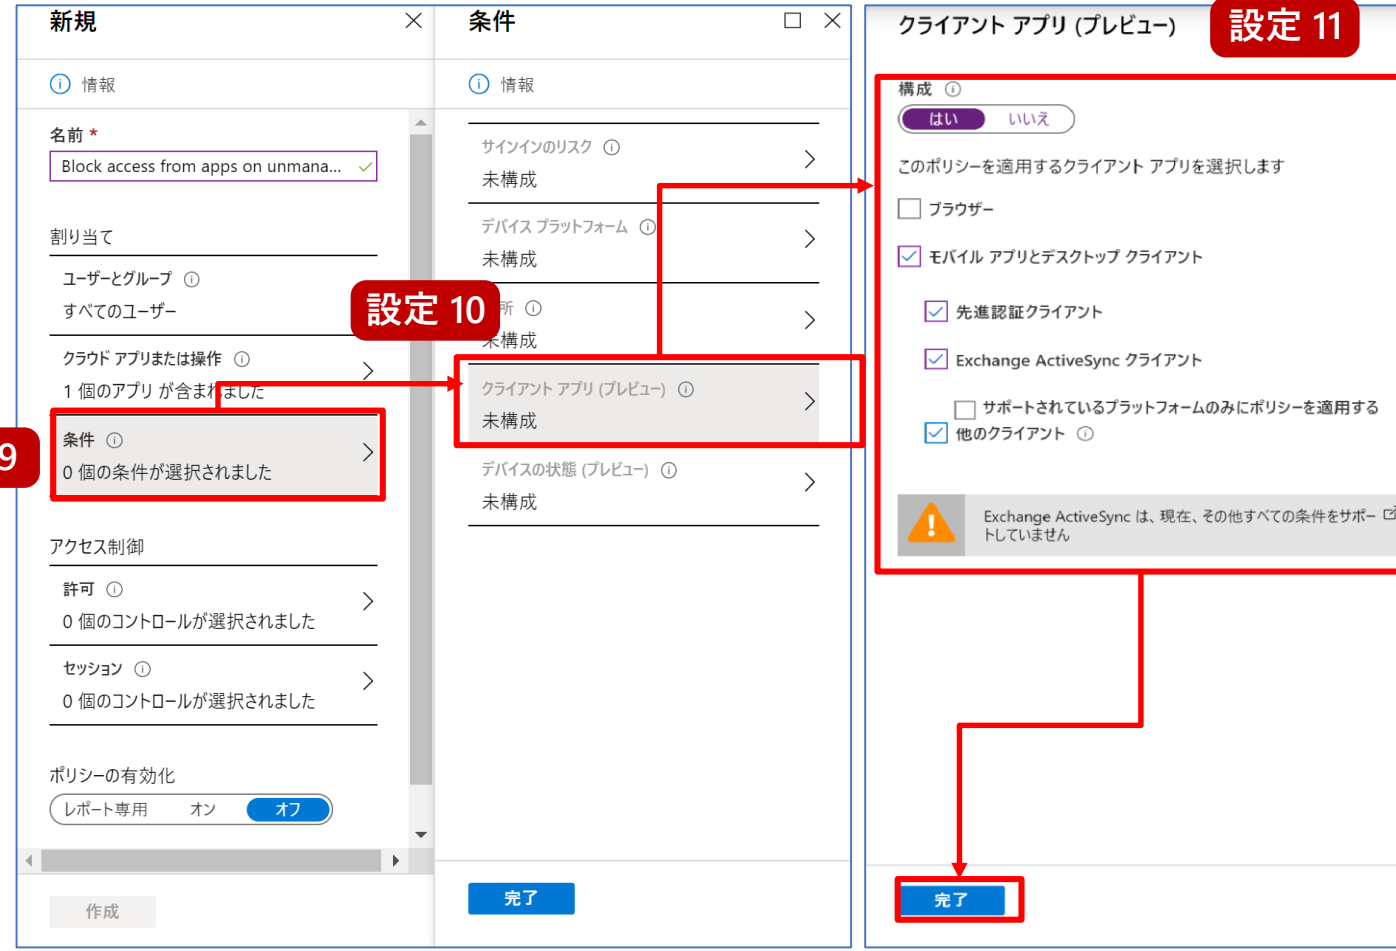 新規
情報
名前 *
Block access from apps on unmana...
割り当て
ユーザーとグループ
すべてのユーザー
クラウド アプリまたは操作
1 個のアプリ が含まれました
条件
0 個の条件が選択されました
9
アクセス制御
許可
0 個のコントロールが選択されました
セッション
0 個のコントロールが選択されました
ポリシーの有効化
レポート専用 オン オフ
作成
条件
情報
サインインのリスク
未構成
デバイス プラットフォーム
未構成
設定 10
所
未構成
クライアント アプリ (プレビュー)
未構成
デバイスの状態 (プレビュー)
未構成
完了
クライアント アプリ (プレビュー)
設定 11
構成
はい いいえ
このポリシーを適用するクライアント アプリを選択します
ブラウザー
モバイル アプリとデスクトップ クライアント
先進認証クライアント
Exchange ActiveSync クライアント
サポートされているプラットフォームのみにポリシーを適用する
他のクライアント
Exchange ActiveSync は、現在、その他すべての条件をサポー
トしていません
完了